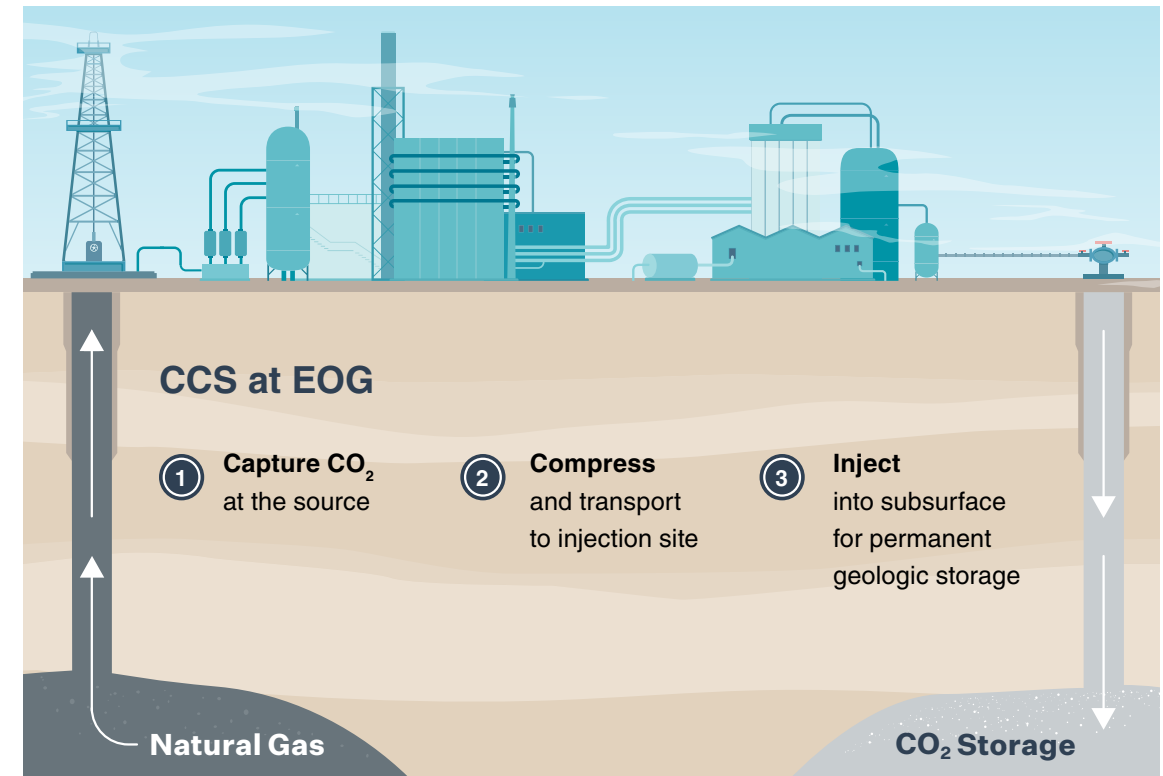 CCS at EOG
1
Capture CO₂
at the source
2
Compress
and transport
to injection site
3
Inject
into subsurface
for permanent
geologic storage
Natural Gas
CO₂ Storage